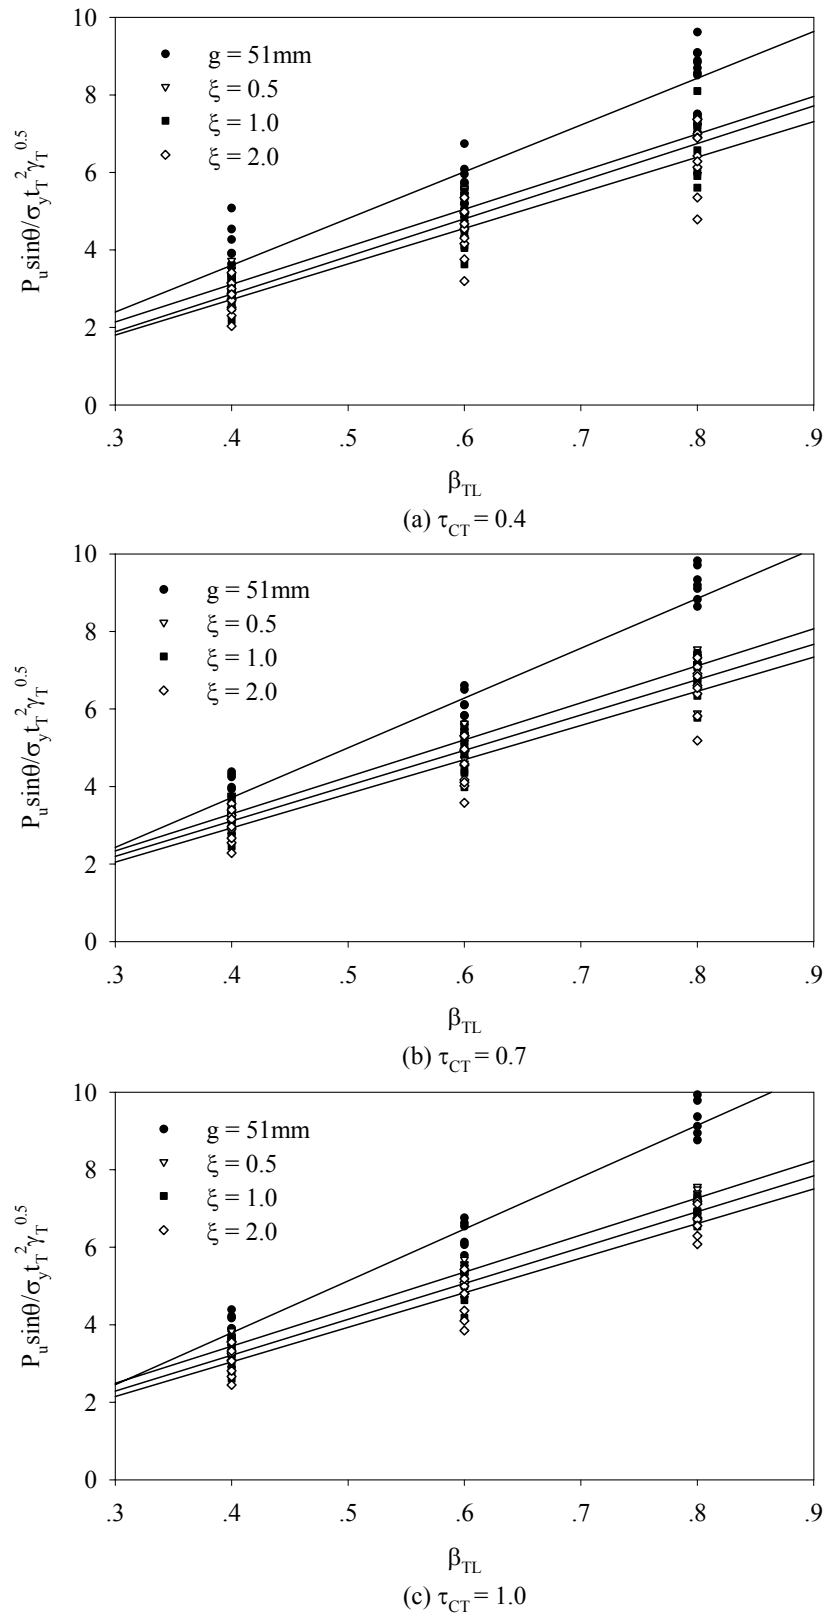 10
8
6
4
2
0
P_u sinθ/σ_y t_T^2 γ_T^0.5
g = 51mm
ξ = 0.5
ξ = 1.0
ξ = 2.0
.3 .4 .5 .6 .7 .8 .9
β_TL
(a) τ_CT = 0.4
10
8
6
4
2
0
P_u sinθ/σ_y t_T^2 γ_T^0.5
g = 51mm
ξ = 0.5
ξ = 1.0
ξ = 2.0
.3 .4 .5 .6 .7 .8 .9
β_TL
(b) τ_CT = 0.7
10
8
6
4
2
0
P_u sinθ/σ_y t_T^2 γ_T^0.5
g = 51mm
ξ = 0.5
ξ = 1.0
ξ = 2.0
.3 .4 .5 .6 .7 .8 .9
β_TL
(c) τ_CT = 1.0